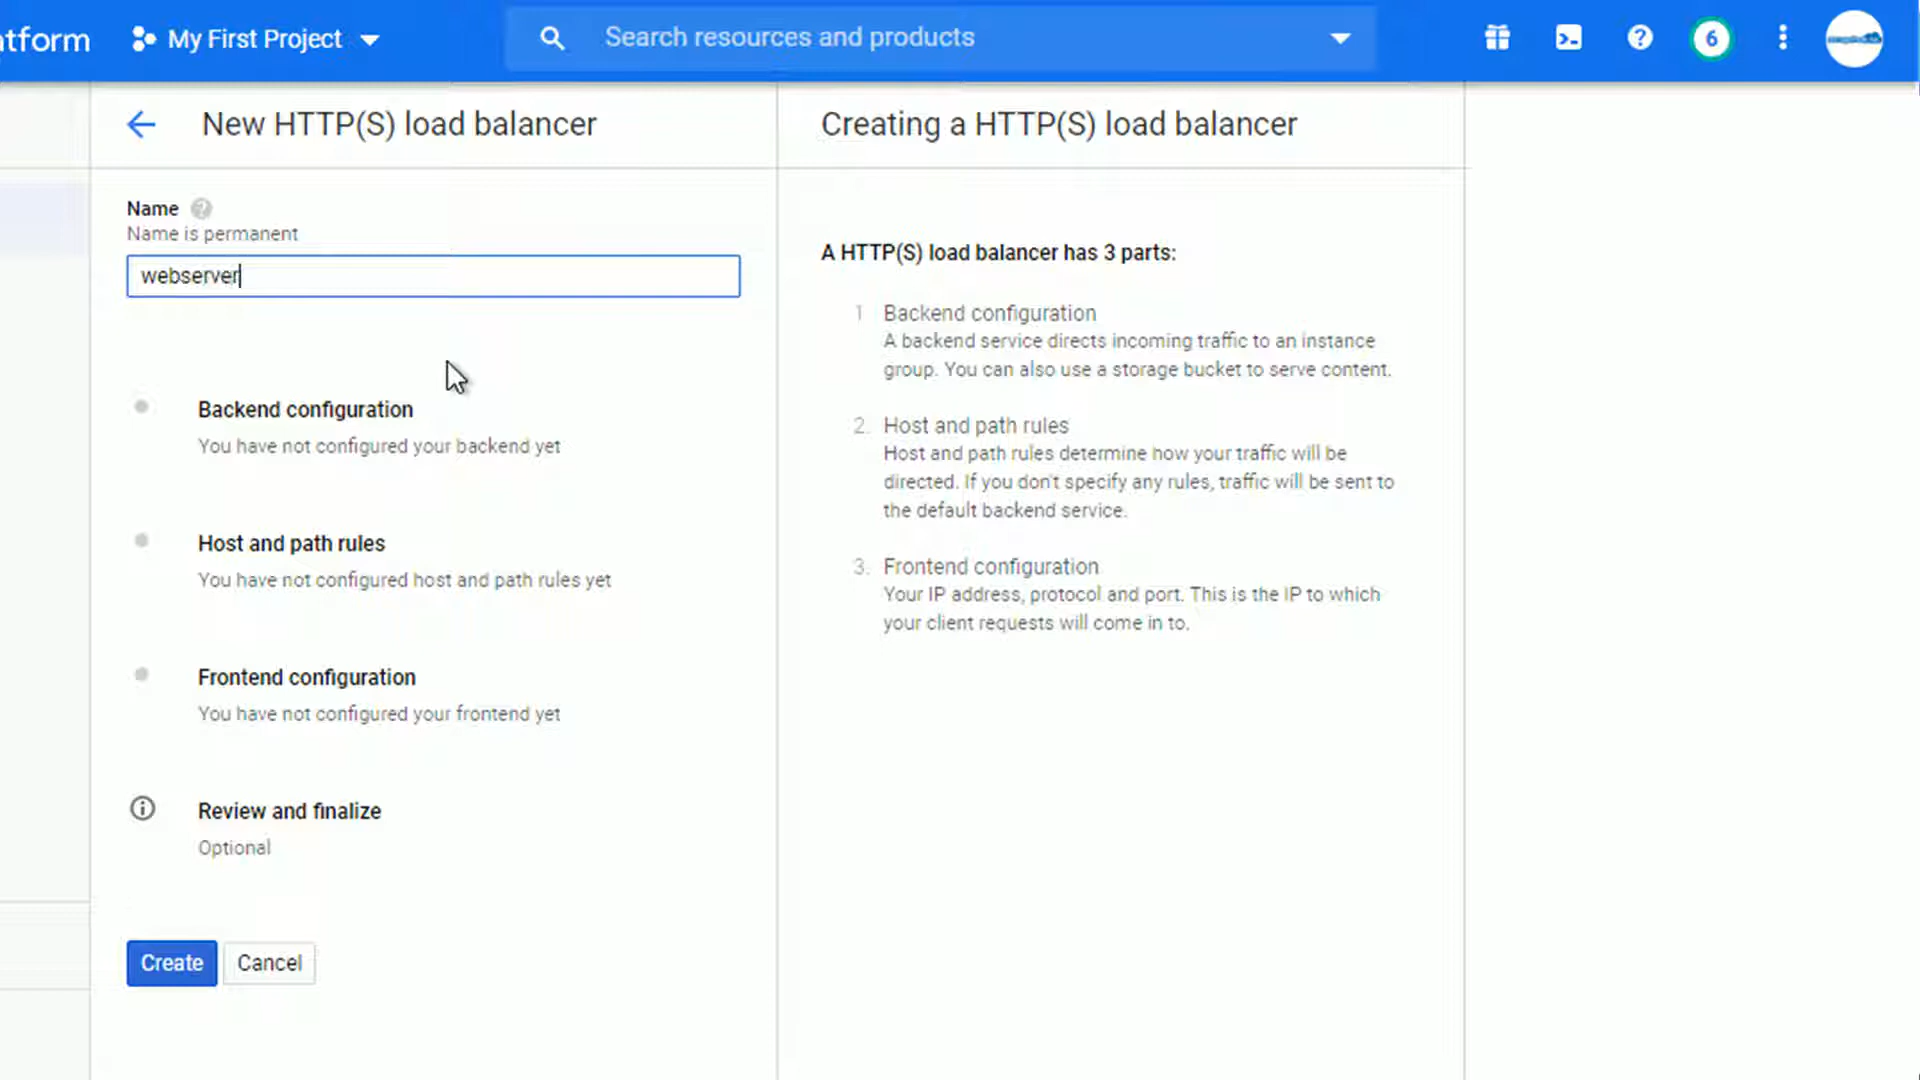 atform
My First Project
Search resources and products
6
New HTTP(S) load balancer
Name
Name is permanent
webserver
Backend configuration
You have not configured your backend yet
Host and path rules
You have not configured host and path rules yet
Frontend configuration
You have not configured your frontend yet
Review and finalize
Optional
Create
Cancel
Creating a HTTP(S) load balancer
A HTTP(S) load balancer has 3 parts:
1 Backend configuration
A backend service directs incoming traffic to an instance
group. You can also use a storage bucket to serve content.
2. Host and path rules
Host and path rules determine how your traffic will be
directed. If you don't specify any rules, traffic will be sent to
the default backend service.
3. Frontend configuration
Your IP address, protocol and port. This is the IP to which
your client requests will come in to.